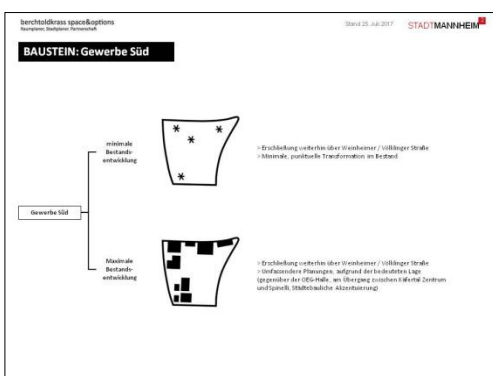 berchtoldkrass space&options
Raumplaner, Stadtplaner. Partnerschaft
Stand 25. Juli 2017
STADTMANNHEIM²
BAUSTEIN: Gewerbe Süd
minimale
Bestands-
entwicklung
> Erschließung weiterhin über Weinheimer / Völklinger Straße
> Minimale, punktuelle Transformation im Bestand
Gewerbe Süd
Maximale
Bestands-
entwicklung
> Erschließung weiterhin über Weinheimer / Völklinger Straße
> Umfassendere Planungen, aufgrund der bedeuteten Lage
(gegenüber der OEG-Halle, am Übergang zwischen Käfertal Zentrum
und Spinelli, Städtebauliche Akzentuierung)